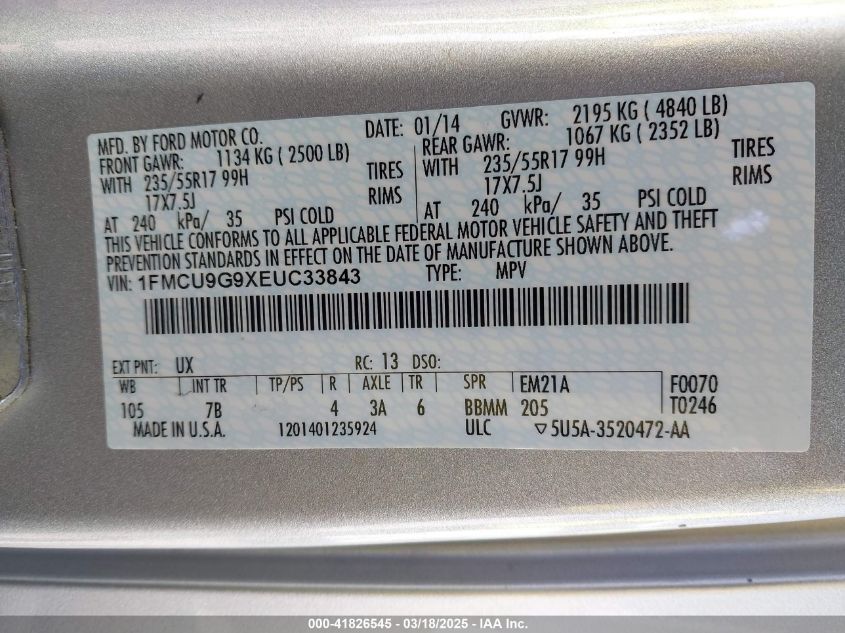 MFD. BY FORD MOTOR CO. DATE: 01/14 GVWR: 2195 KG ( 4840 LB)
FRONT GAWR: 1134 KG ( 2500 LB) REAR GAWR: 1067 KG ( 2352 LB)
WITH 235/55R17 99H TIRES WITH 235/55R17 99H TIRES
17X7.5J RIMS 17X7.5J RIMS
AT 240 kPa/ 35 PSI COLD AT 240 kPa/ 35 PSI COLD
THIS VEHICLE CONFORMS TO ALL APPLICABLE FEDERAL MOTOR VEHICLE SAFETY AND THEFT
PREVENTION STANDARDS IN EFFECT ON THE DATE OF MANUFACTURE SHOWN ABOVE.
VIN: 1FMCU9G9XEUC33843 TYPE: MPV
EXT PNT: UX RC: 13 DSO:
WB INT TR TP/PS R AXLE TR SPR EM21A F0070
105 7B 4 3A 6 BBMM 205 T0246
MADE IN U.S.A. 1201401235924 ULC ▽5U5A-3520472-AA
000-41826545 - 03/18/2025 - IAA Inc.